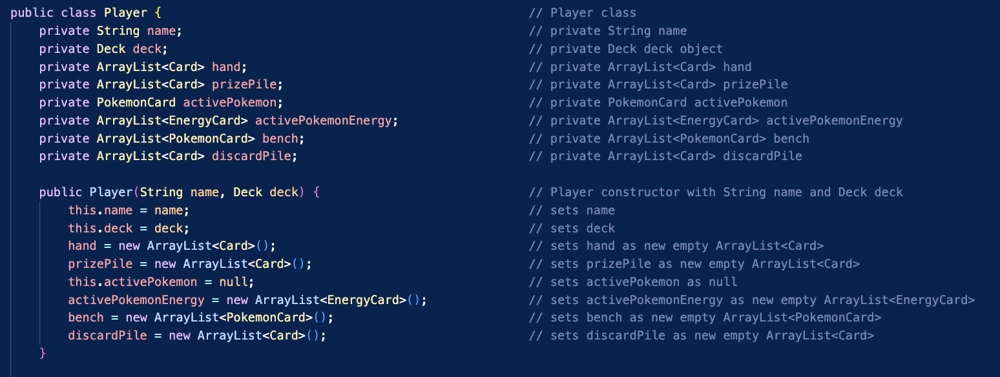 public class Player { // Player class
private String name; // private String name
private Deck deck; // private Deck deck object
private ArrayList<Card> hand; // private ArrayList<Card> hand
private ArrayList<Card> prizePile; // private ArrayList<Card> prizePile
private PokemonCard activePokemon; // private PokemonCard activePokemon
private ArrayList<EnergyCard> activePokemonEnergy; // private ArrayList<EnergyCard> activePokemonEnergy
private ArrayList<PokemonCard> bench; // private ArrayList<PokemonCard> bench
private ArrayList<Card> discardPile; // private ArrayList<Card> discardPile
public Player(String name, Deck deck) { // Player constructor with String name and Deck deck
this.name = name; // sets name
this.deck = deck; // sets deck
hand = new ArrayList<Card>(); // sets hand as new empty ArrayList<Card>
prizePile = new ArrayList<Card>(); // sets prizePile as new empty ArrayList<Card>
this.activePokemon = null; // sets activePokemon as null
activePokemonEnergy = new ArrayList<EnergyCard>(); // sets activePokemonEnergy as new empty ArrayList<EnergyCard>
bench = new ArrayList<PokemonCard>(); // sets bench as new empty ArrayList<PokemonCard>
discardPile = new ArrayList<Card>(); // sets discardPile as new empty ArrayList<Card>
}